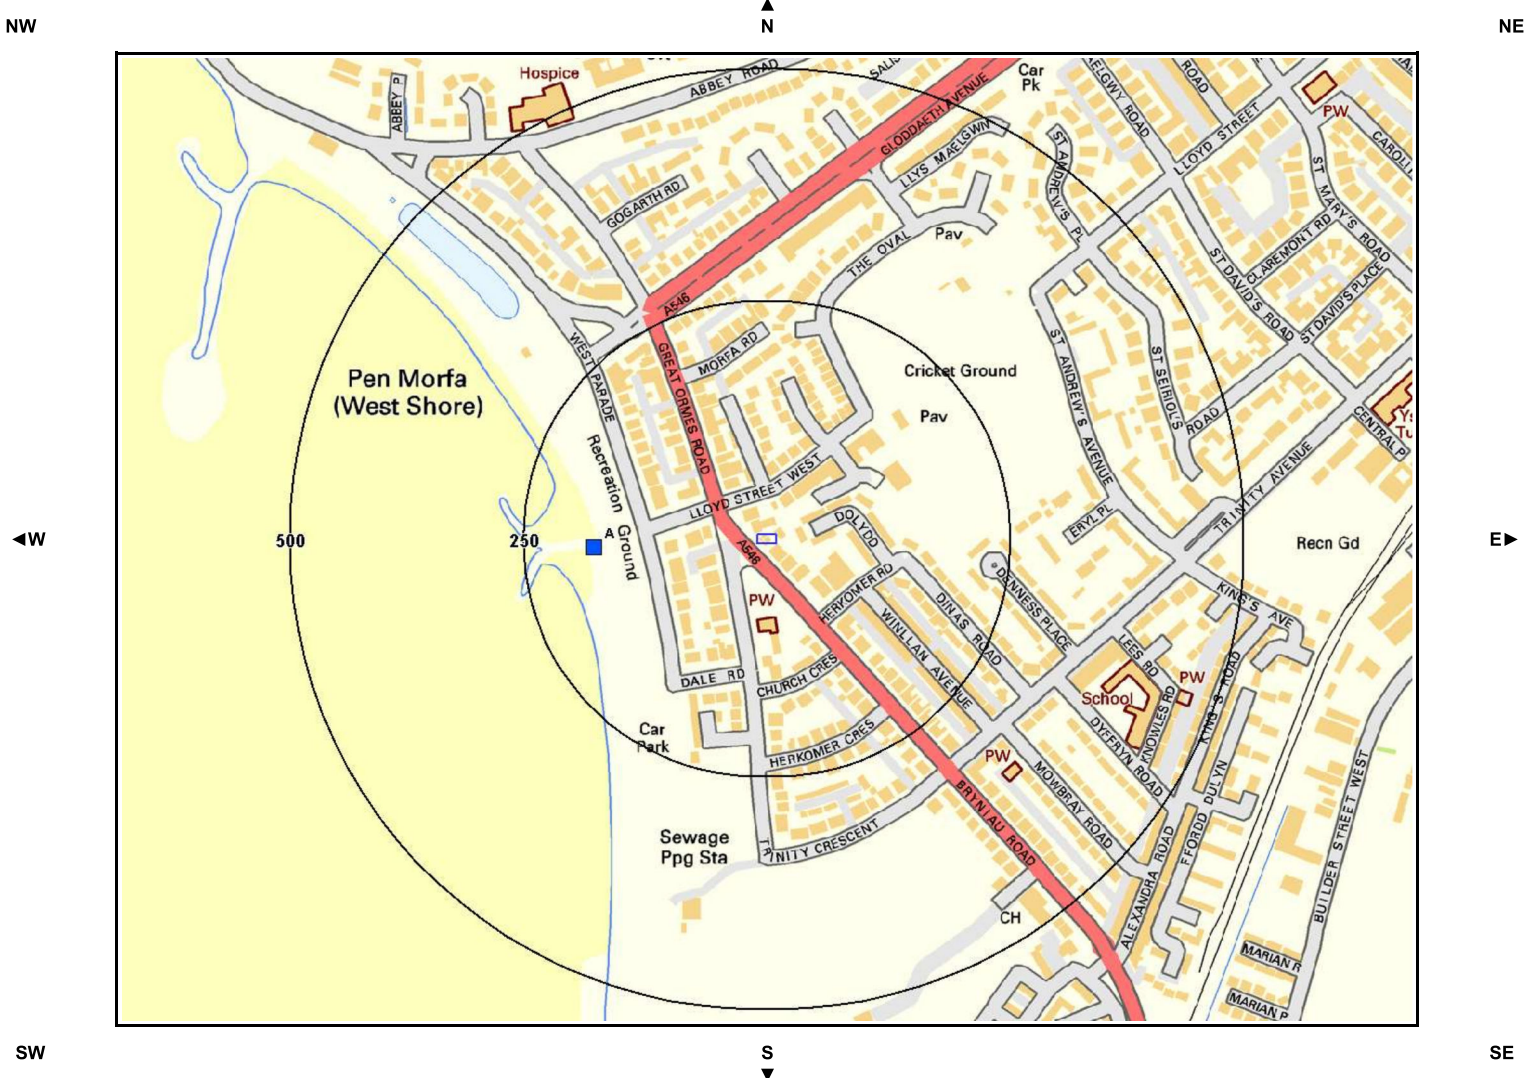 NW
N
NE
Hospice
ABBEY P
ABBEY ROAD
Car
Pk
GLODDAETH AVENUE
LLYS MAELGWN
ST ANDREW'S PL
ROAD
LLOYD STREET
PW
ST MARY'S ROAD
GOGARTH RD
THE OVAL
Pav
CLAREMONT RD
ST DAVID'S ROAD
ST DAVID'S PLACE
A546
WEST PARADE
GREAT ORMES ROAD
MORFA RD
Cricket Ground
Pav
ST ANDREW'S AVENUE
ST SEIRIOL'S
ROAD
CENTRAL P
Pen Morfa
(West Shore)
Recreation Ground
LLOYD STREET WEST
TRINITY AVENUE
W
500
250
A
A546
DOLYDD
ERYL PL
Recn Gd
E
PW
HERKOMER RD
DENNESS PLACE
DINAS ROAD
WINLLAN AVENUE
KING'S AVE
DALE RD
CHURCH CRES
LEES RD
School
PW
KNOWLES RD
KING'S ROAD
DYFFRYN ROAD
Car
Park
HERKOMER CRES
PW
MOWBRAY ROAD
BRYNIAU ROAD
FFORDD DULYN
BUILDER STREET WEST
Sewage
Ppg Sta
TRINITY CRESCENT
ALEXANDRA ROAD
CH
MARIAN R
MARIAN P
SW
S
SE